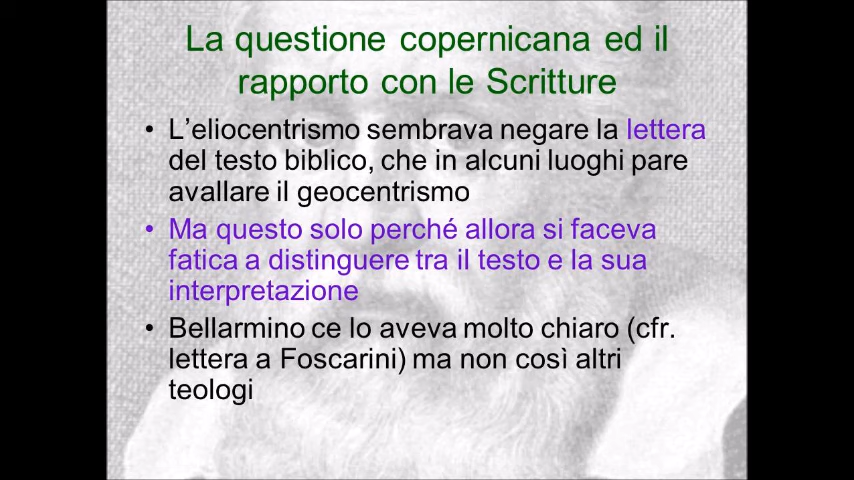 La questione copernicana ed il
rapporto con le Scritture
• L’eliocentrismo sembrava negare la lettera
del testo biblico, che in alcuni luoghi pare
avallare il geocentrismo
• Ma questo solo perché allora si faceva
fatica a distinguere tra il testo e la sua
interpretazione
• Bellarmino ce lo aveva molto chiaro (cfr.
lettera a Foscarini) ma non così altri
teologi